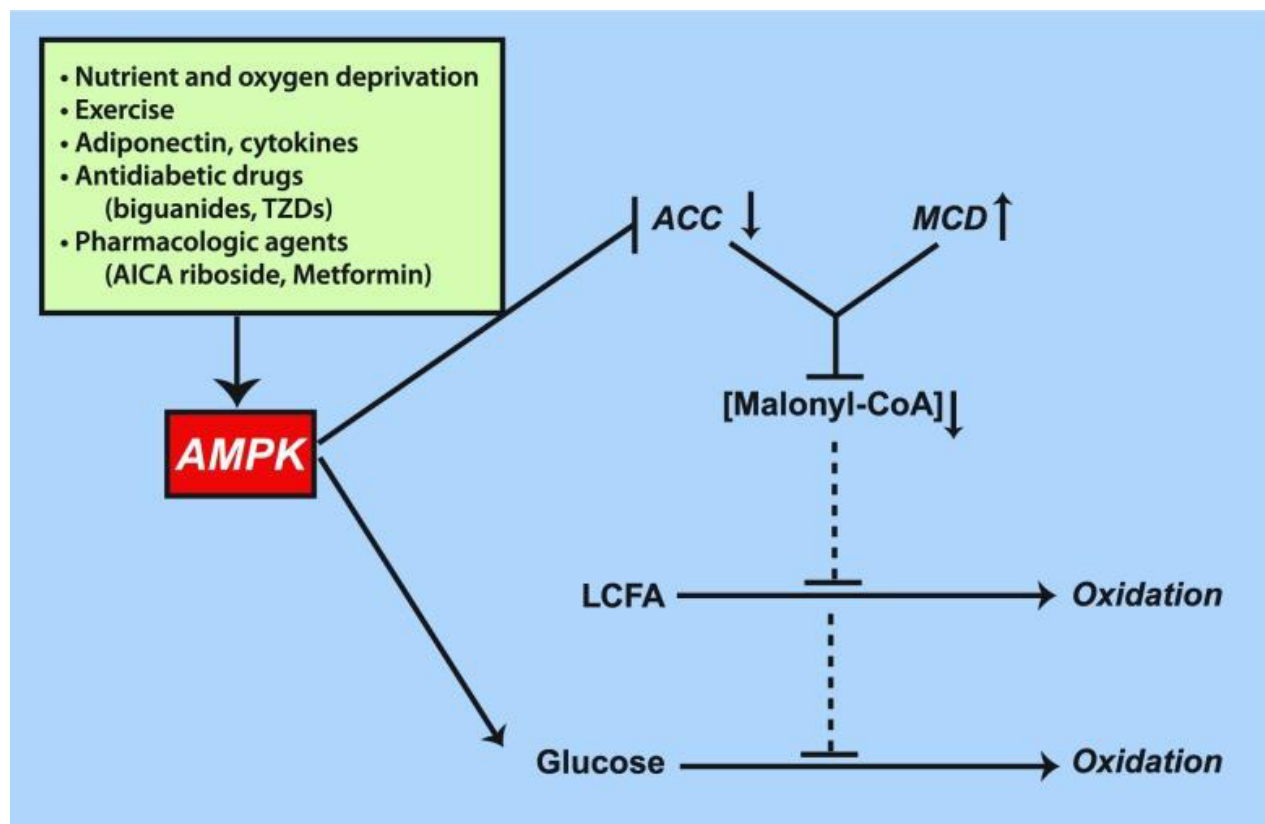 • Nutrient and oxygen deprivation
• Exercise
• Adiponectin, cytokines
• Antidiabetic drugs
(biguanides, TZDs)
• Pharmacologic agents
(AICA riboside, Metformin)
ACC ↓
MCD ↑
[Malonyl-CoA] ↓
AMPK
LCFA
Oxidation
Glucose
Oxidation